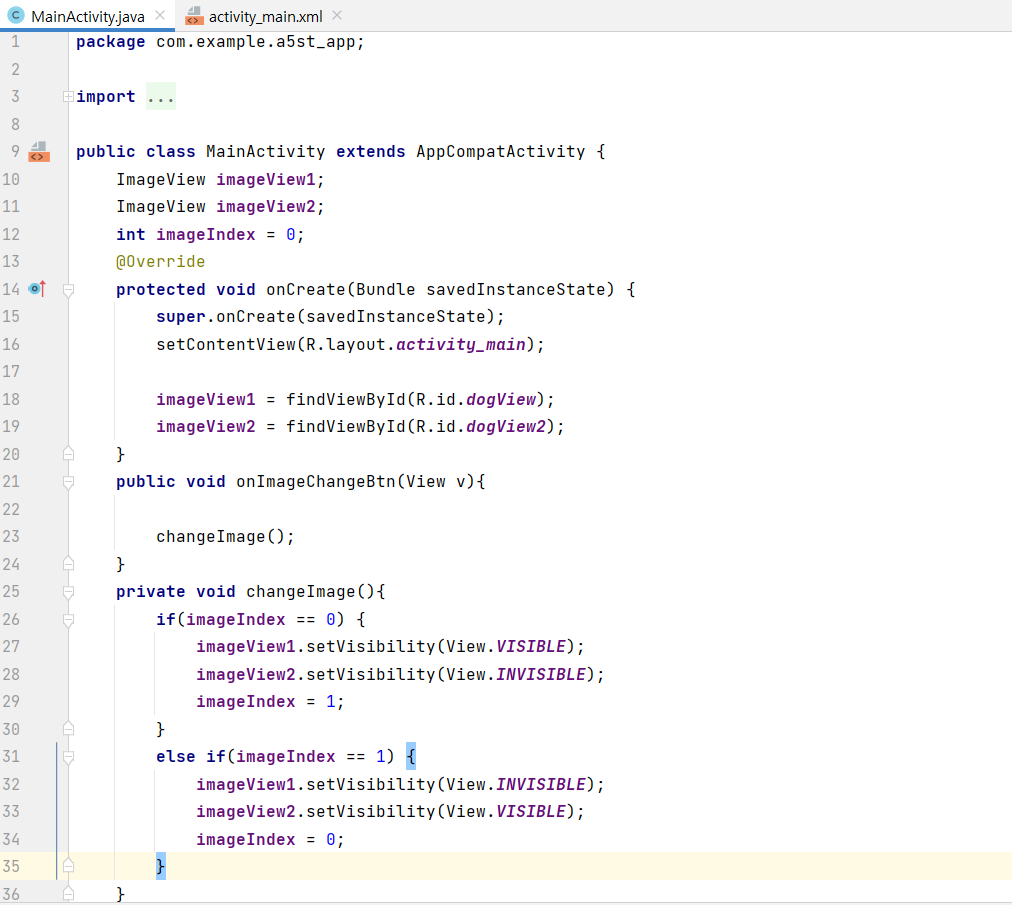 MainActivity.java activity_main.xml
1 package com.example.a5st_app;
2
3 import ...
8
9 public class MainActivity extends AppCompatActivity {
10 ImageView imageView1;
11 ImageView imageView2;
12 int imageIndex = 0;
13 @Override
14 protected void onCreate(Bundle savedInstanceState) {
15 super.onCreate(savedInstanceState);
16 setContentView(R.layout.activity_main);
17
18 imageView1 = findViewById(R.id.dogView);
19 imageView2 = findViewById(R.id.dogView2);
20 }
21 public void onImageChangeBtn(View v){
22
23 changeImage();
24 }
25 private void changeImage(){
26 if(imageIndex == 0) {
27 imageView1.setVisibility(View.VISIBLE);
28 imageView2.setVisibility(View.INVISIBLE);
29 imageIndex = 1;
30 }
31 else if(imageIndex == 1) {
32 imageView1.setVisibility(View.INVISIBLE);
33 imageView2.setVisibility(View.VISIBLE);
34 imageIndex = 0;
35 }
36 }